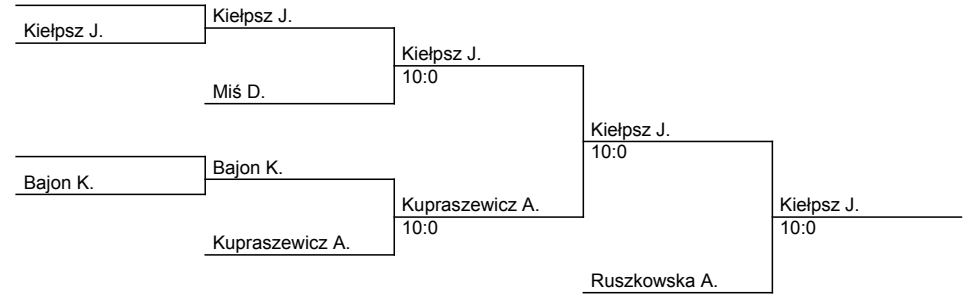 Kiełpsz J.
Kiełpsz J.
Miś D.
Kiełpsz J.
10:0
Bajon K.
Bajon K.
Kupraszewicz A.
Kupraszewicz A.
10:0
Kiełpsz J.
10:0
Ruszkowska A.
Kiełpsz J.
10:0